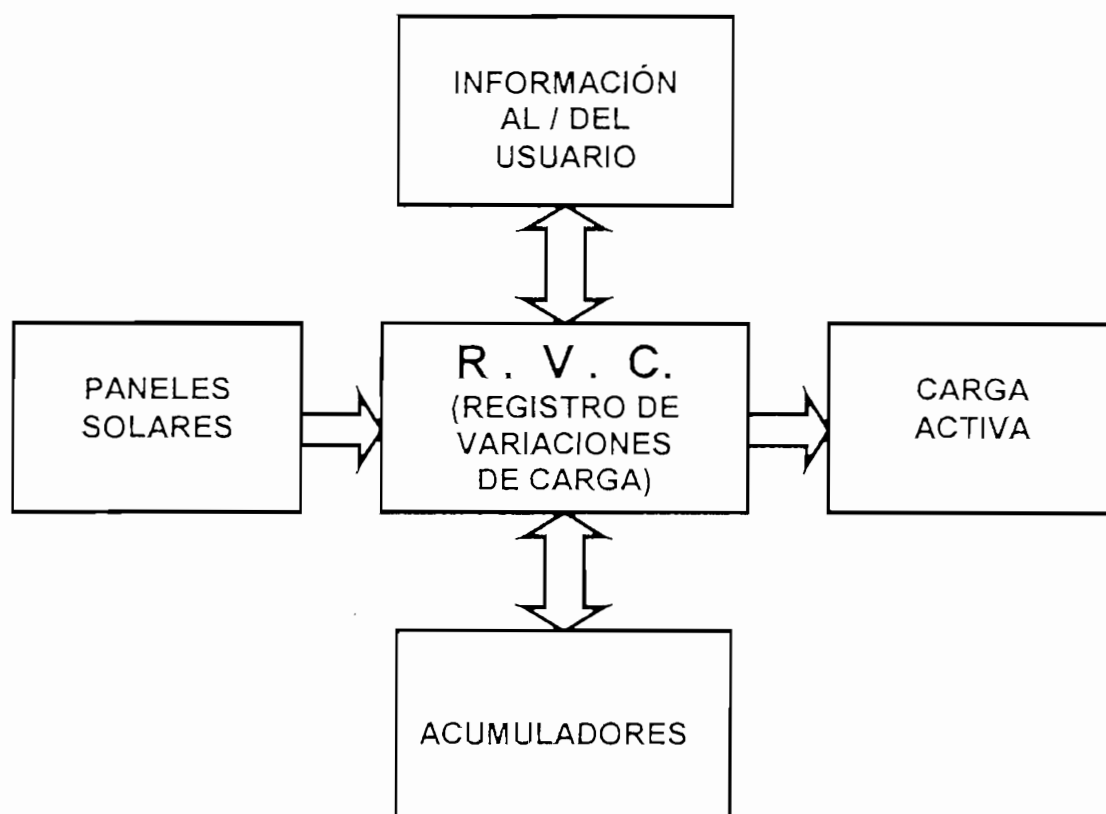 INFORMACIÓN
AL / DEL
USUARIO
PANELES
SOLARES
R. V. C.
(REGISTRO DE
VARIACIONES
DE CARGA)
CARGA
ACTIVA
ACUMULADORES